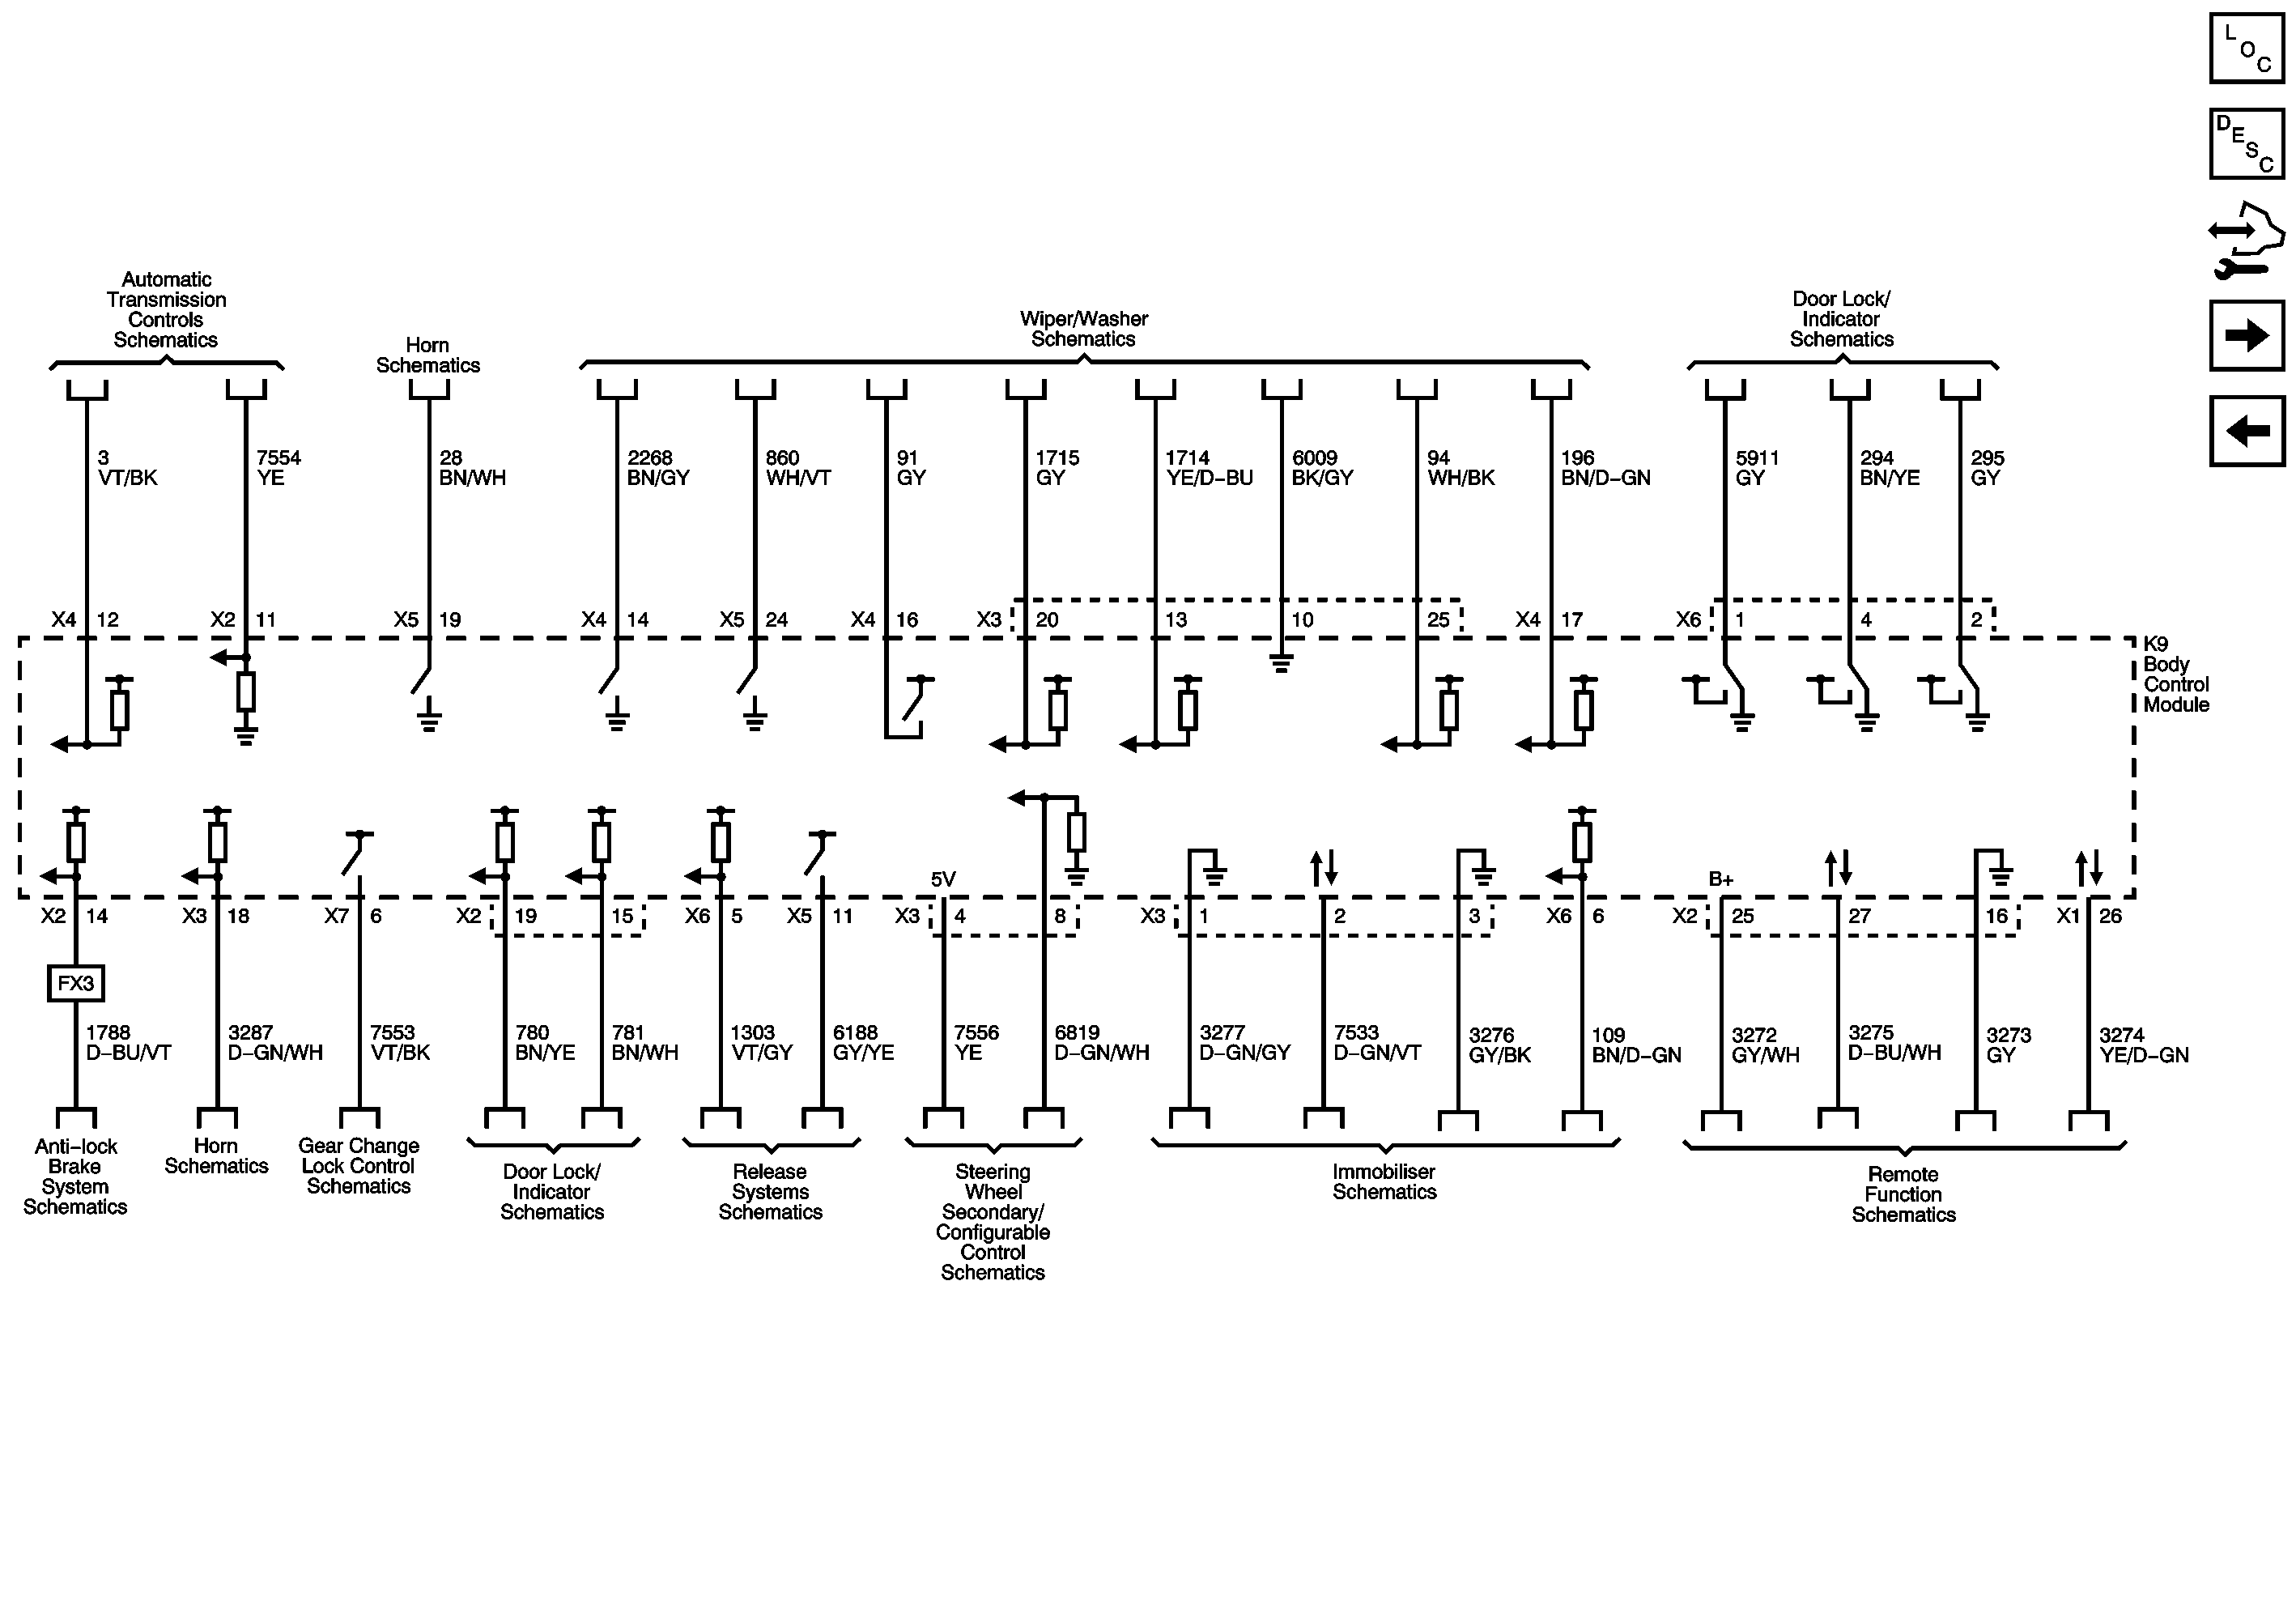 L
O
C
D
E
S
C
Automatic
Transmission
Controls
Schematics
Horn
Schematics
Wiper/Washer
Schematics
Door Lock/
Indicator
Schematics
3
VT/BK
7554
YE
28
BN/WH
2268
BN/GY
860
WH/VT
91
GY
1715
GY
1714
YE/D-BU
6009
BK/GY
94
WH/BK
196
BN/D-GN
5911
GY
294
BN/YE
295
GY
X4 12
X2 11
X5 19
X4 14
X5 24
X4 16
X3 20
13
10
25
X4 17
X6 1
4
2
K9
Body
Control
Module
5V
B+
X2 14
X3 18
X7 6
X2 19
15
X6 5
X5 11
X3 4
8
X3 1
2
3
X6 6
X2 25
27
16
X1 26
FX3
1788
D-BU/VT
3287
D-GN/WH
7553
VT/BK
780
BN/YE
781
BN/WH
1303
VT/GY
6188
GY/YE
7556
YE
6819
D-GN/WH
3277
D-GN/GY
7533
D-GN/VT
3276
GY/BK
109
BN/D-GN
3272
GY/WH
3275
D-BU/WH
3273
GY
3274
YE/D-GN
Anti-lock
Brake
System
Schematics
Horn
Schematics
Gear Change
Lock Control
Schematics
Door Lock/
Indicator
Schematics
Release
Systems
Schematics
Steering
Wheel
Secondary/
Configurable
Control
Schematics
Immobiliser
Schematics
Remote
Function
Schematics